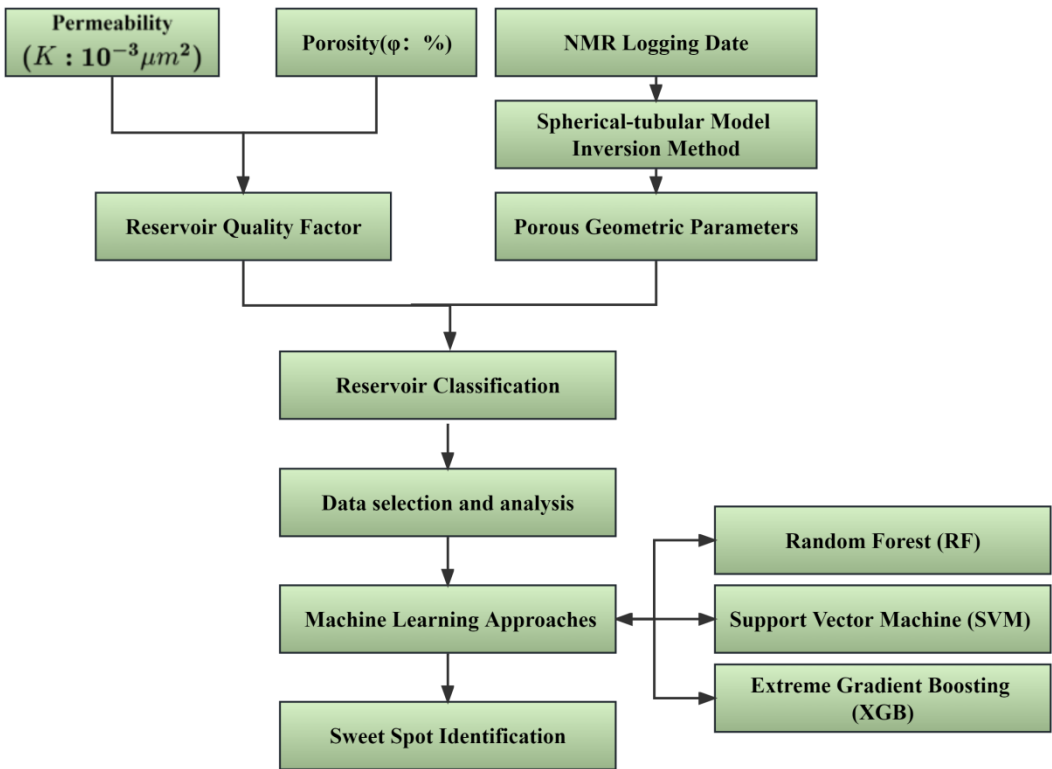 Permeability
(K : 10⁻³μm²)
Porosity(φ：%)
NMR Logging Date
Spherical-tubular Model
Inversion Method
Reservoir Quality Factor
Porous Geometric Parameters
Reservoir Classification
Data selection and analysis
Machine Learning Approaches
Random Forest (RF)
Support Vector Machine (SVM)
Extreme Gradient Boosting
(XGB)
Sweet Spot Identification